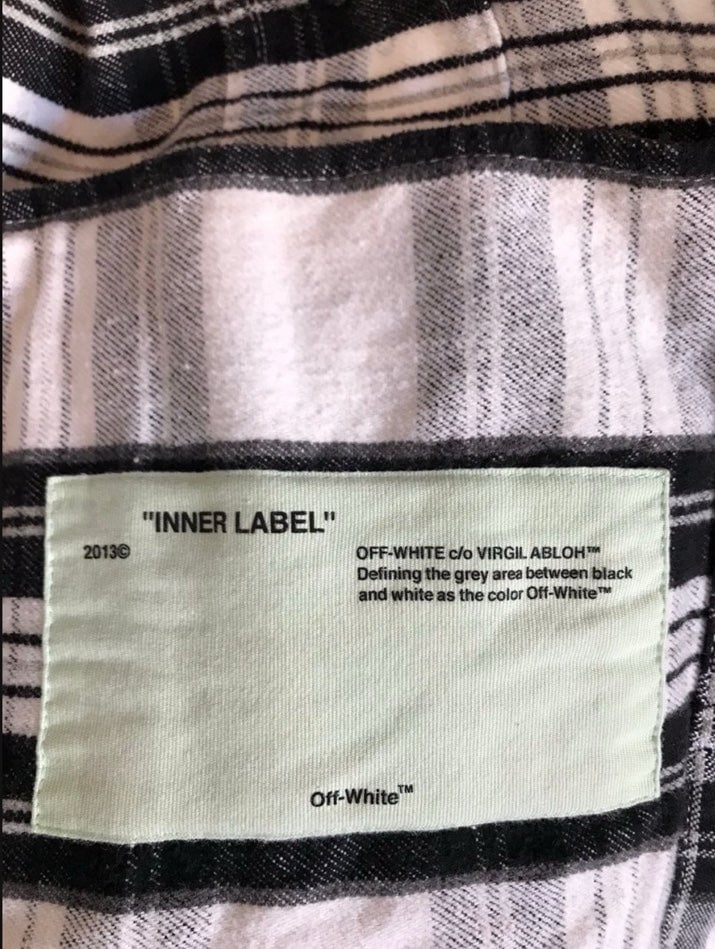 "INNER LABEL"
2013©
OFF-WHITE c/o VIRGIL ABLOH™
Defining the grey area between black
and white as the color Off-White™
Off-White™